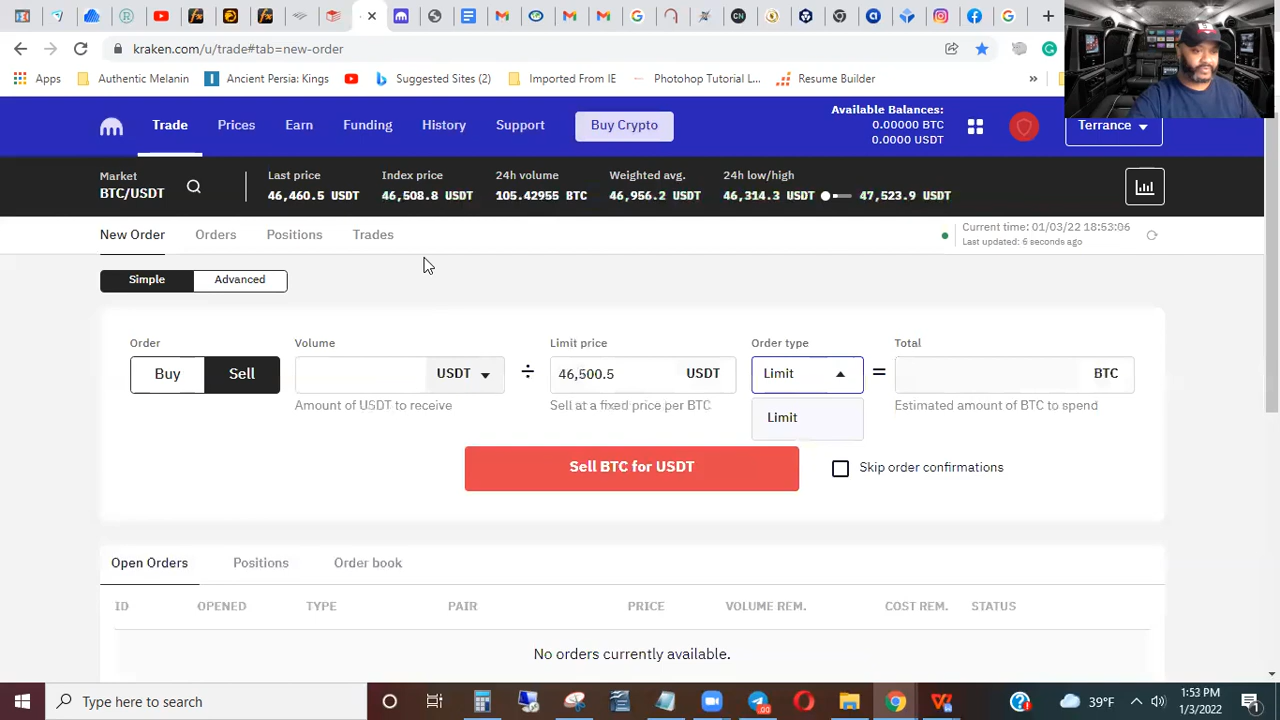 kraken.com/u/trade#tab=new-order
Apps
Authentic Melanin
Ancient Persia: Kings
Suggested Sites (2)
Imported From IE
Photohop Tutorial L...
Resume Builder
»
Trade
Prices
Earn
Funding
History
Support
Buy Crypto
Available Balances:
0.00000 BTC
0.0000 USDT
Terrance
Market
BTC/USDT
Last price
46,460.5 USDT
Index price
46,508.8 USDT
24h volume
105.42955 BTC
Weighted avg.
46,956.2 USDT
24h low/high
46,314.3 USDT
47,523.9 USDT
New Order
Orders
Positions
Trades
Current time: 01/03/22 18:53:06
Last updated: 6 seconds ago
Simple
Advanced
Order
Volume
Limit price
Order type
Total
Buy
Sell
USDT
÷
46,500.5
USDT
Limit
=
BTC
Amount of USDT to receive
Sell at a fixed price per BTC
Limit
Estimated amount of BTC to spend
Sell BTC for USDT
Skip order confirmations
Open Orders
Positions
Order book
ID
OPENED
TYPE
PAIR
PRICE
VOLUME REM.
COST REM.
STATUS
No orders currently available.
Type here to search
39°F
1:53 PM
1/3/2022